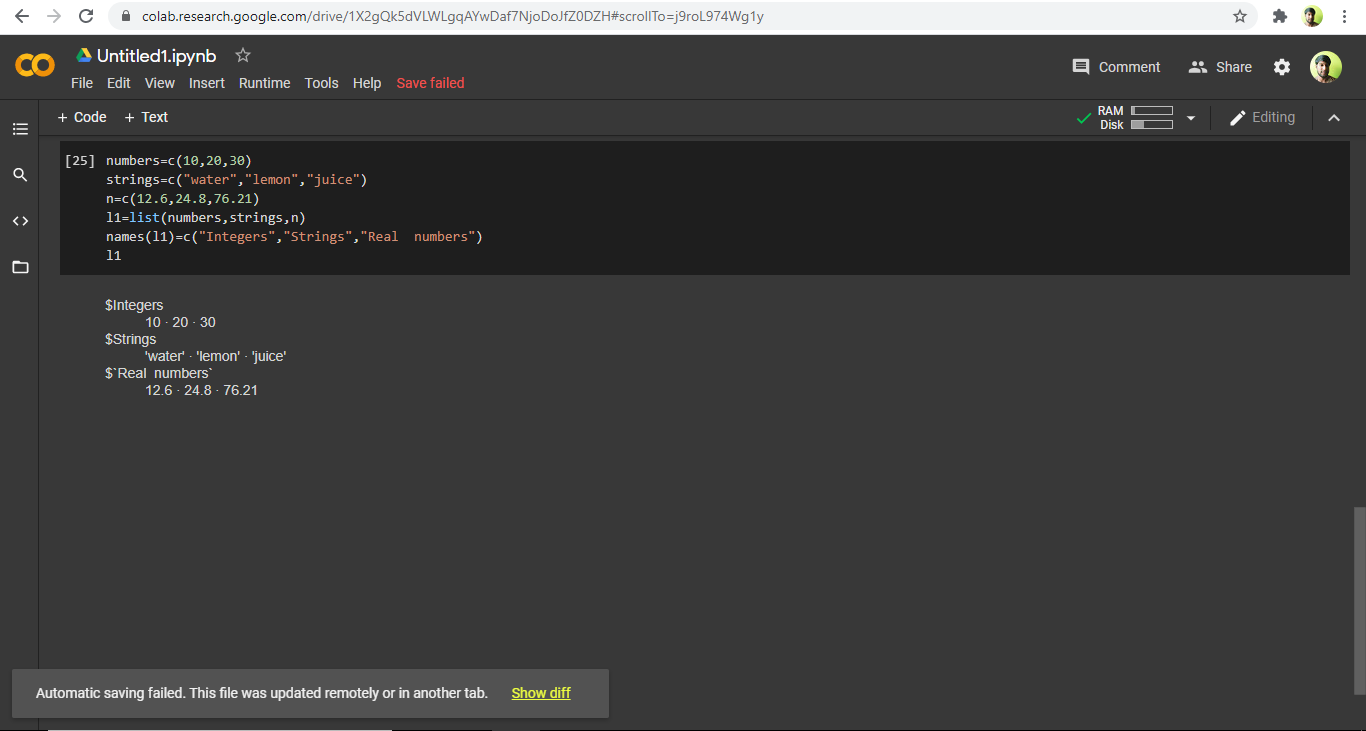 colab.research.google.com/drive/1X2gQk5dVLWLgqAYwDaf7NjoDoJfZ0DZH#scrollTo=j9roL974Wg1y
CO Untitled1.ipynb
File Edit View Insert Runtime Tools Help Save failed
Comment Share
+ Code + Text
RAM
Disk
Editing
[25] numbers=c(10,20,30)
strings=c("water","lemon","juice")
n=c(12.6,24.8,76.21)
l1=list(numbers,strings,n)
names(l1)=c("Integers","Strings","Real  numbers")
l1
$Integers
10 · 20 · 30
$Strings
'water' · 'lemon' · 'juice'
$`Real  numbers`
12.6 · 24.8 · 76.21
Automatic saving failed. This file was updated remotely or in another tab. Show diff